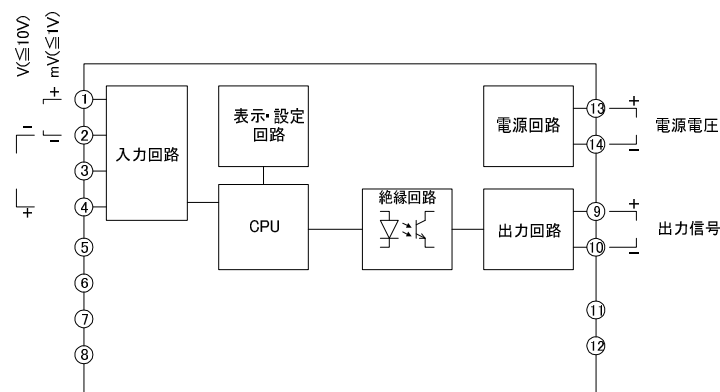 V(≦10V)
mV(≦1V)
+
-
-
+
①
②
③
④
⑤
⑥
⑦
⑧
入力回路
表示・設定
回路
CPU
絶縁回路
電源回路
出力回路
⑬
⑭
⑨
⑩
⑪
⑫
+
-
電源電圧
+
-
出力信号